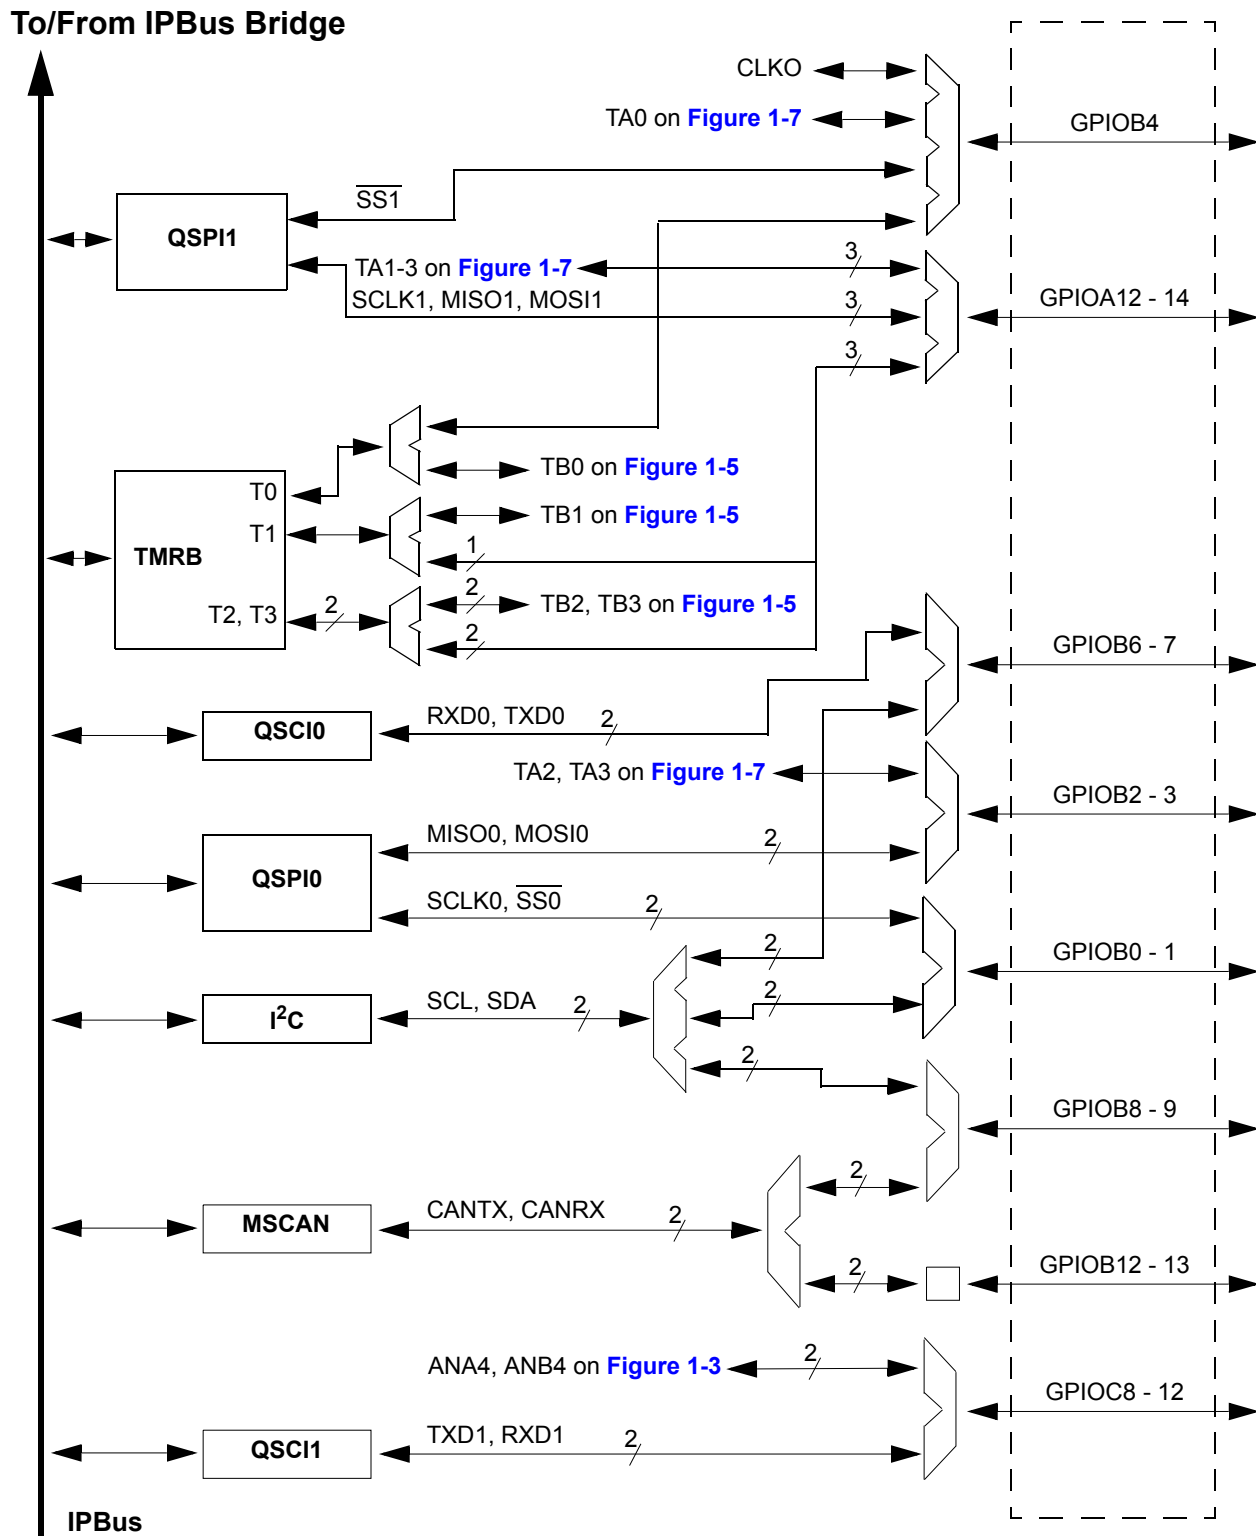 To/From IPBus Bridge
CLKO
TA0 on Figure 1-7
GPIOB4
SS1
QSPI1
TA1-3 on Figure 1-7
3
SCLK1, MISO1, MOSI1
3
GPIOA12 - 14
3
TB0 on Figure 1-5
T0
TB1 on Figure 1-5
T1
TMRB
1
2
TB2, TB3 on Figure 1-5
T2, T3
2
2
GPIOB6 - 7
RXD0, TXD0
2
QSCI0
TA2, TA3 on Figure 1-7
GPIOB2 - 3
MISO0, MOSI0
2
QSPI0
SCLK0, SS0
2
2
GPIOB0 - 1
I²C
SCL, SDA
2
2
2
GPIOB8 - 9
2
MSCAN
CANTX, CANRX
2
2
GPIOB12 - 13
ANA4, ANB4 on Figure 1-3
2
GPIOC8 - 12
TXD1, RXD1
2
QSCI1
IPBus